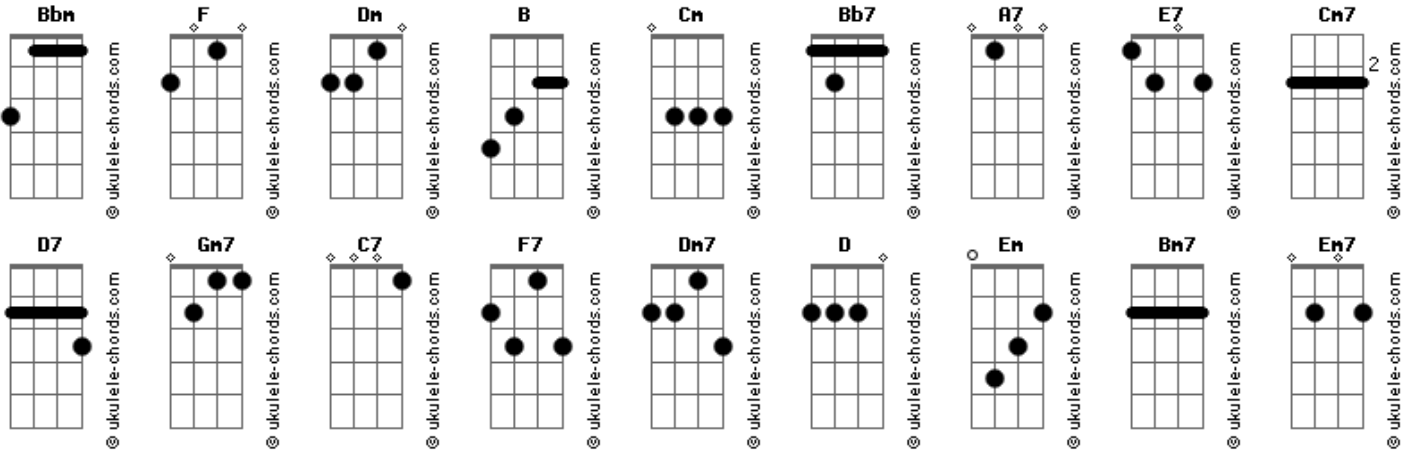 Bbm F Dm B Cm Bb7 A7 E7 Cm7
2
© ukulele-chords.com © ukulele-chords.com © ukulele-chords.com © ukulele-chords.com © ukulele-chords.com © ukulele-chords.com © ukulele-chords.com © ukulele-chords.com © ukulele-chords.com
D7 Gm7 C7 F7 Dm7 D Em Bm7 Em7
© ukulele-chords.com © ukulele-chords.com © ukulele-chords.com © ukulele-chords.com © ukulele-chords.com © ukulele-chords.com © ukulele-chords.com © ukulele-chords.com © ukulele-chords.com